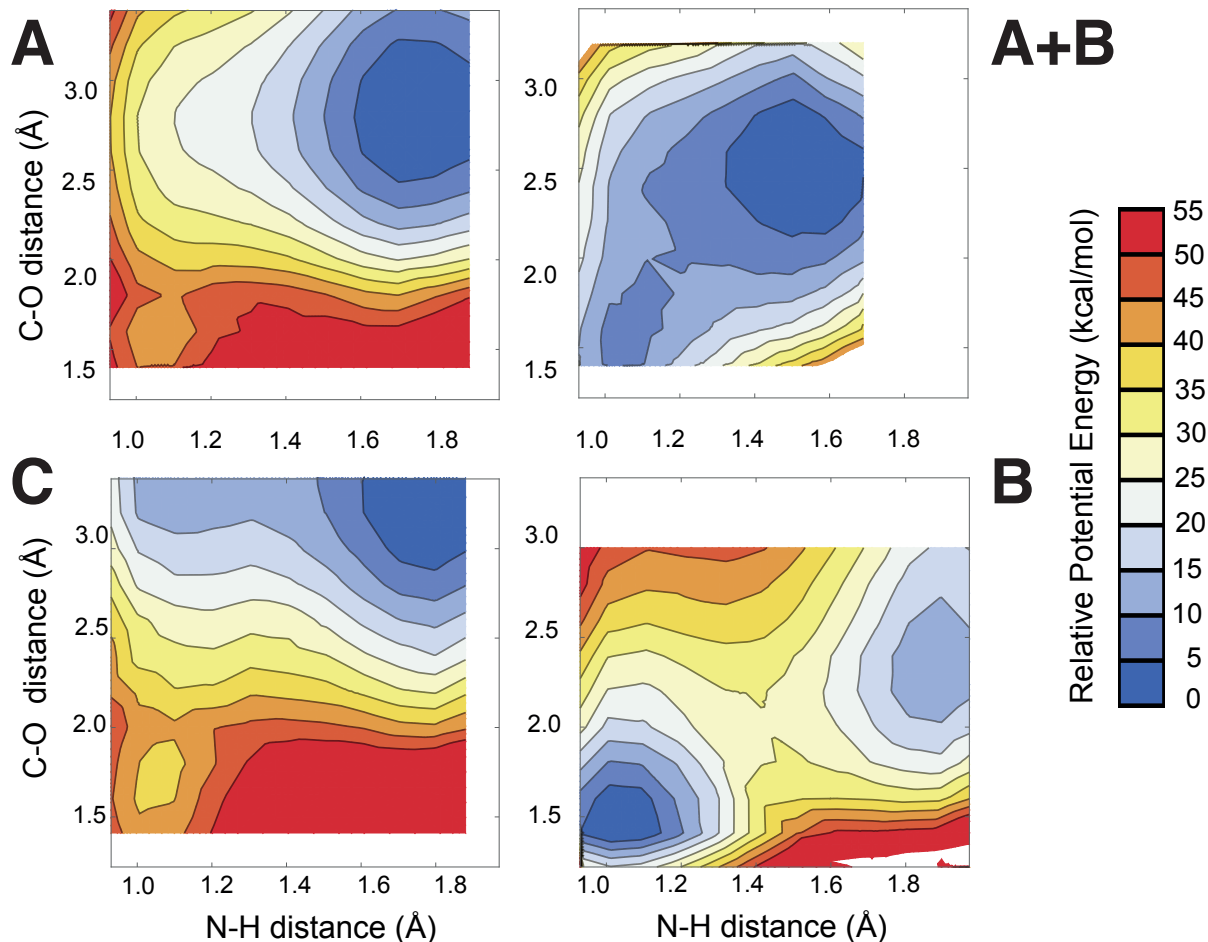 A
A+B
C-O distance (Å)
3.0
2.5
2.0
1.5
3.0
2.5
2.0
1.5
1.0 1.2 1.4 1.6 1.8
1.0 1.2 1.4 1.6 1.8
C
B
C-O distance (Å)
3.0
2.5
2.0
1.5
3.0
2.5
2.0
1.5
1.0 1.2 1.4 1.6 1.8
1.0 1.2 1.4 1.6 1.8
N-H distance (Å)
N-H distance (Å)
Relative Potential Energy (kcal/mol)
55
50
45
40
35
30
25
20
15
10
5
0